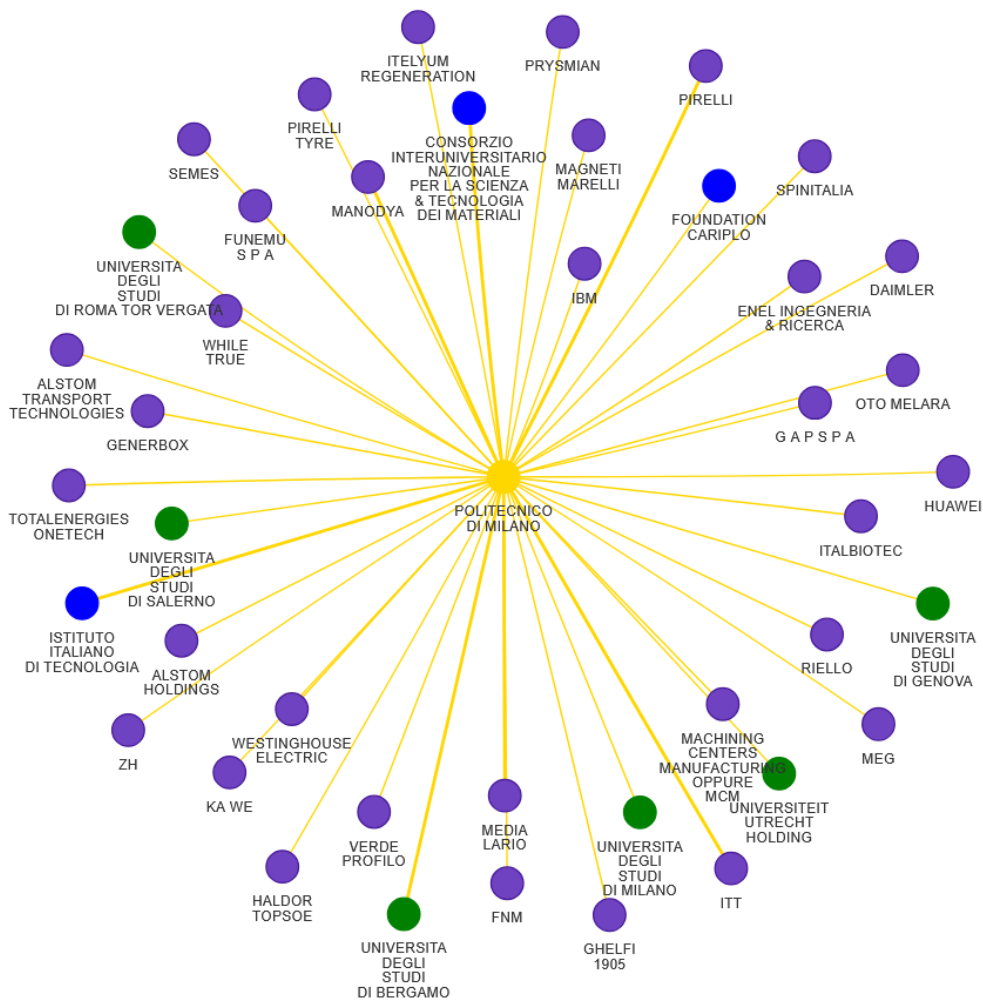 ITELYUM
REGENERATION
PRYSMIAN
PIRELLI
PIRELLI
TYRE
CONSORZIO
INTERUNIVERSITARIO
NAZIONALE
PER LA SCIENZA
& TECNOLOGIA
DEI MATERIALI
MAGNETI
MARELLI
SEMES
SPINITALIA
MANODYA
FOUNDATION
CARIPLO
FUNEMU
S P A
UNIVERSITA
DEGLI
STUDI
DI ROMA TOR VERGATA
IBM
DAIMLER
ENEL INGEGNERIA
& RICERCA
WHILE
TRUE
ALSTOM
TRANSPORT
TECHNOLOGIES
OTO MELARA
GENERBOX
G A P S P A
HUAWEI
POLITECNICO
DI MILANO
TOTALENERGIES
ONETECH
ITALBIOTEC
UNIVERSITA
DEGLI
STUDI
DI SALERNO
ISTITUTO
ITALIANO
DI TECNOLOGIA
UNIVERSITA
DEGLI
STUDI
DI GENOVA
ALSTOM
HOLDINGS
RIELLO
WESTINGHOUSE
ELECTRIC
MACHINING
CENTERS
MANUFACTURING
OPPURE
MCM
MEG
ZH
KA WE
UNIVERSITEIT
UTRECHT
HOLDING
MEDIA
LARIO
VERDE
PROFILO
UNIVERSITA
DEGLI
STUDI
DI MILANO
HALDOR
TOPSOE
ITT
FNM
UNIVERSITA
DEGLI
STUDI
DI BERGAMO
GHELFI
1905